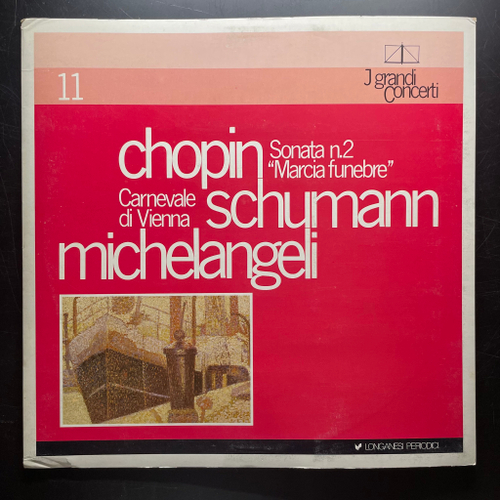 11
J grandi
Concerti
chopin Sonata n.2
"Marcia funebre"
Carnevale
di Vienna schumann
michelangeli
LONGANESI PERIODICI